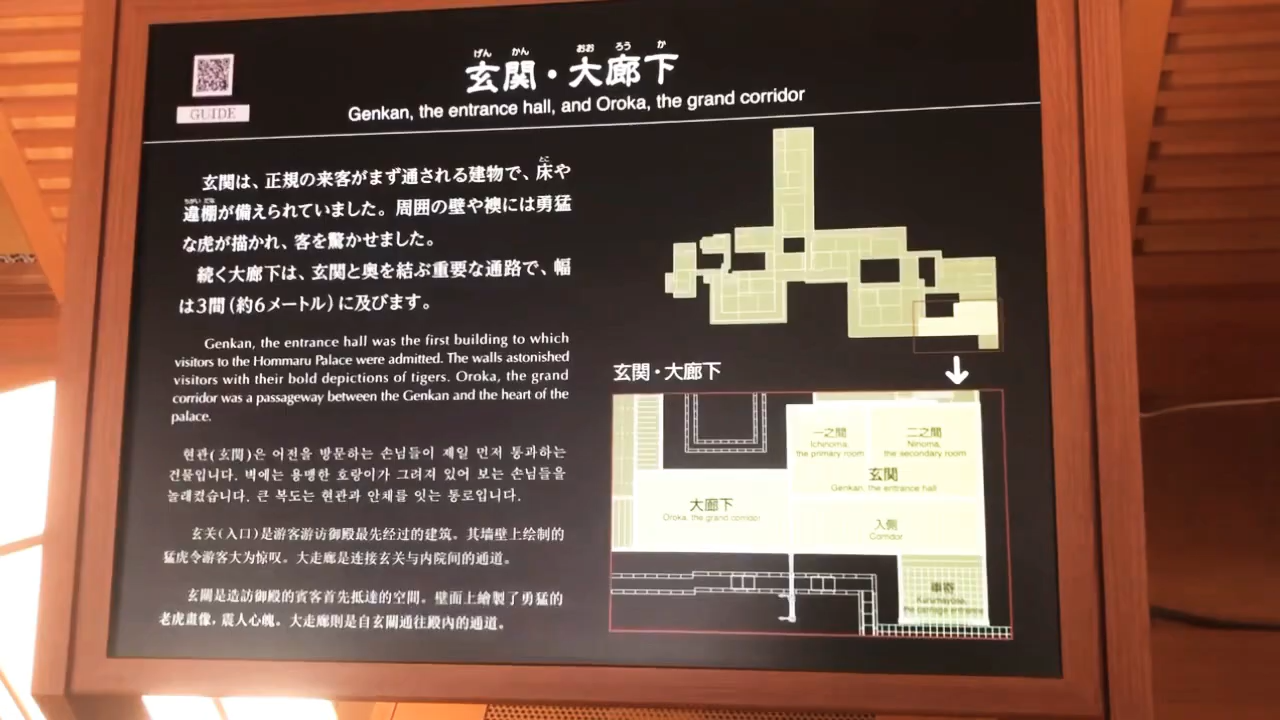 GUIDE
げん かん おお ろう か
玄関・大廊下
Genkan, the entrance hall, and Oroka, the grand corridor
とこ
玄関は、正規の来客がまず通される建物で、床や
ちがい だな
違棚が備えられていました。周囲の壁や襖には勇猛
な虎が描かれ、客を驚かせました。
続く大廊下は、玄関と奥を結ぶ重要な通路で、幅
は3間(約6メートル)に及びます。
Genkan, the entrance hall was the first building to which
visitors to the Hommaru Palace were admitted. The walls astonished
visitors with their bold depictions of tigers. Oroka, the grand
corridor was a passageway between the Genkan and the heart of the
palace.
현관(玄関)은 어전을 방문하는 손님들이 제일 먼저 통과하는
건물입니다. 벽에는 용맹한 호랑이가 그려져 있어 보는 손님들을
놀래켰습니다. 큰 복도는 현관과 안채를 잇는 통로입니다.
玄关(入口)是游客游访御殿最先经过的建筑。其墙壁上绘制的
猛虎令游客大为惊叹。大走廊是连接玄关与内院间的通道。
玄關是造訪御殿的賓客首先抵達的空間。壁面上繪製了勇猛的
老虎畫像，震人心魄。大走廊則是自玄關通往殿內的通道。
玄関・大廊下
一之間
Ichinoma,
the primary room
二之間
Ninoma,
the secondary room
玄関
Genkan, the entrance hall
大廊下
Oroka, the grand corridor
入側
Corridor
車寄
Kurumayose,
the carriage entrance